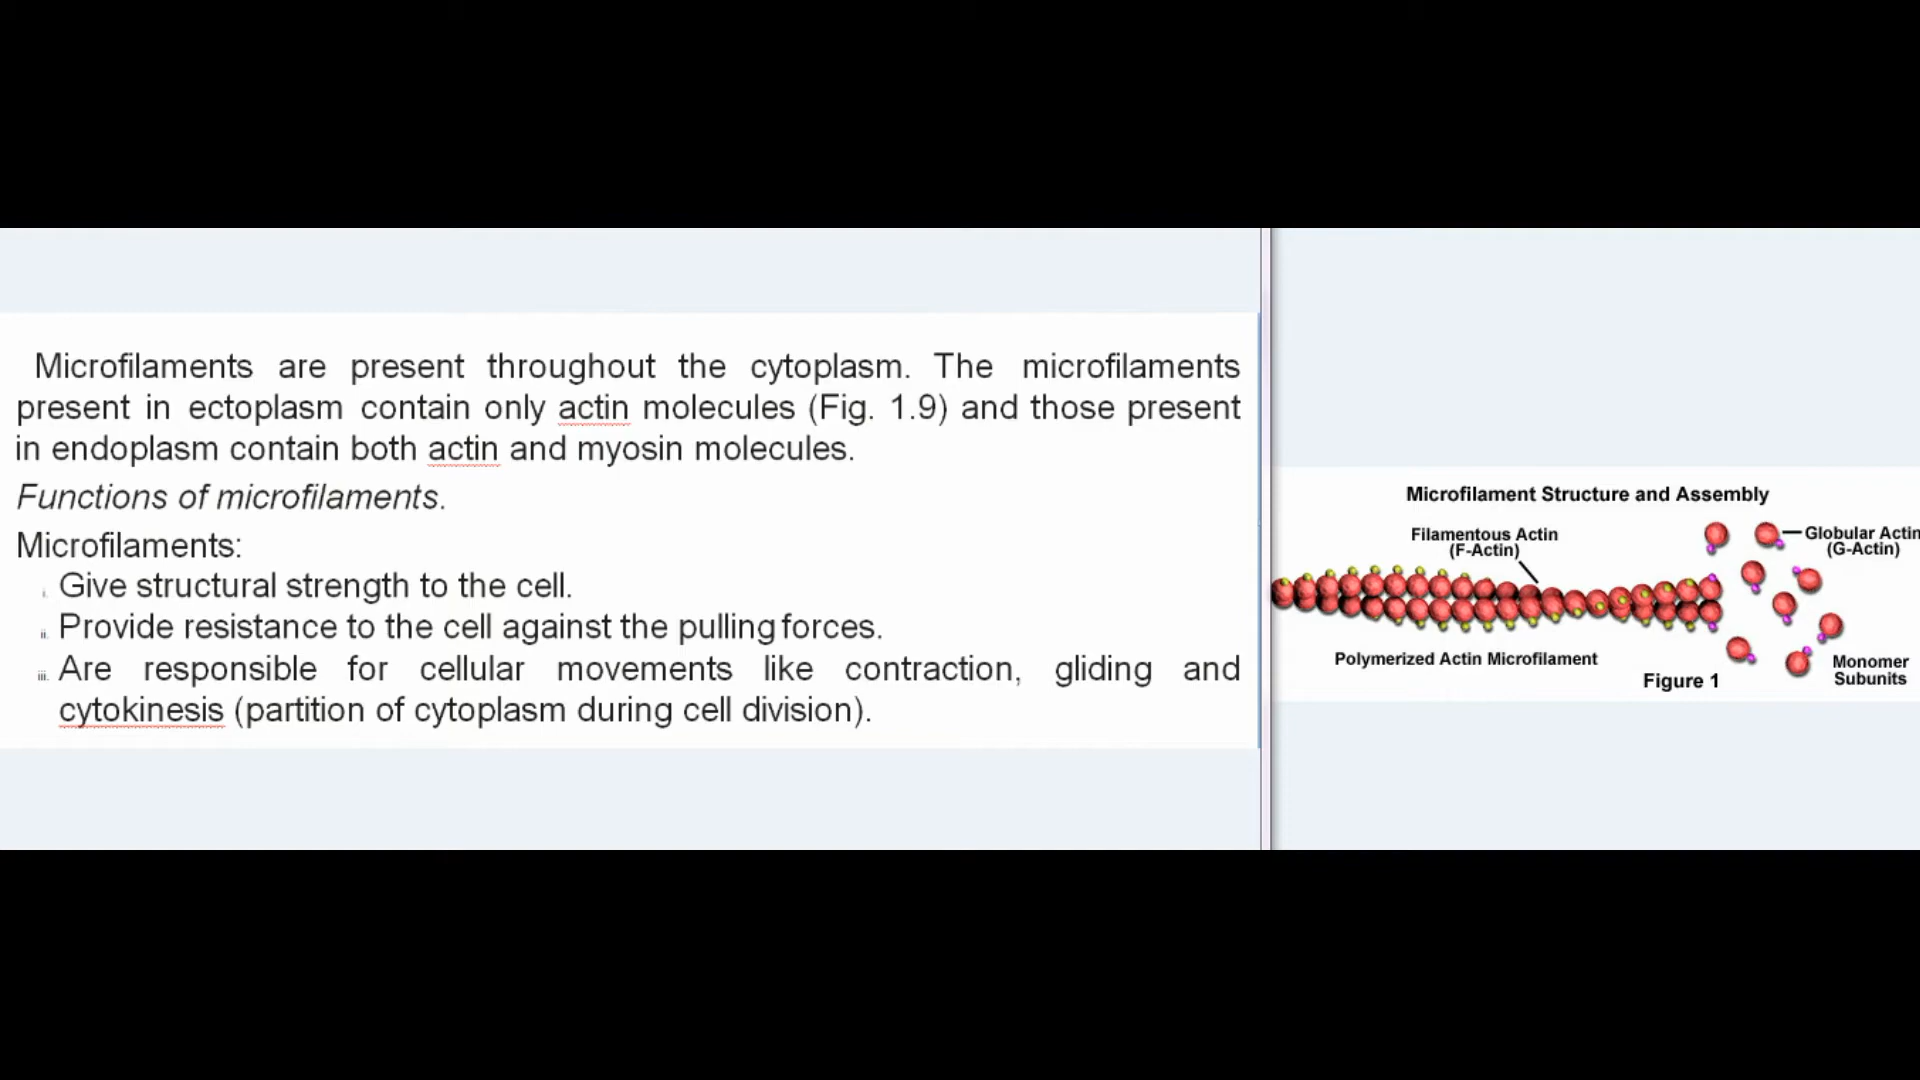 Microfilaments are present throughout the cytoplasm. The microfilaments
present in ectoplasm contain only actin molecules (Fig. 1.9) and those present
in endoplasm contain both actin and myosin molecules.
Functions of microfilaments.
Microfilaments:
i. Give structural strength to the cell.
ii. Provide resistance to the cell against the pulling forces.
iii. Are responsible for cellular movements like contraction, gliding and
cytokinesis (partition of cytoplasm during cell division).
Microfilament Structure and Assembly
Filamentous Actin
(F-Actin)
Globular Actin
(G-Actin)
Polymerized Actin Microfilament
Monomer
Subunits
Figure 1